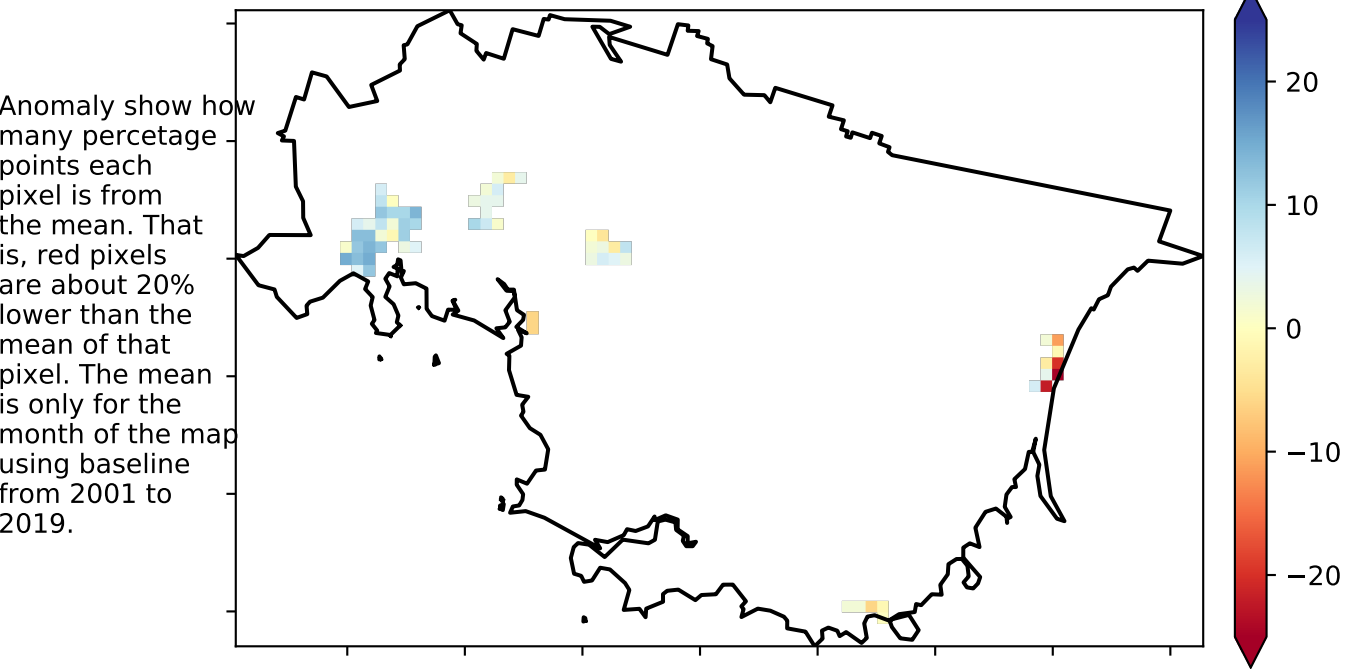 Anomaly show how
many percetage
points each
pixel is from
the mean. That
is, red pixels
are about 20%
lower than the
mean of that
pixel. The mean
is only for the
month of the map
using baseline
from 2001 to
2019.
20
10
0
−10
−20